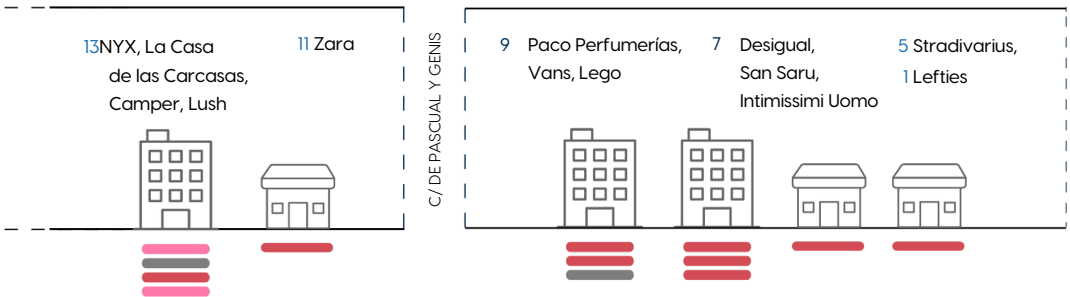 13NYX, La Casa
de las Carcasas,
Camper, Lush
11 Zara
C/ DE PASCUAL Y GENIS
9 Paco Perfumerías,
Vans, Lego
7 Desigual,
San Saru,
Intimissimi Uomo
5 Stradivarius,
1 Lefties